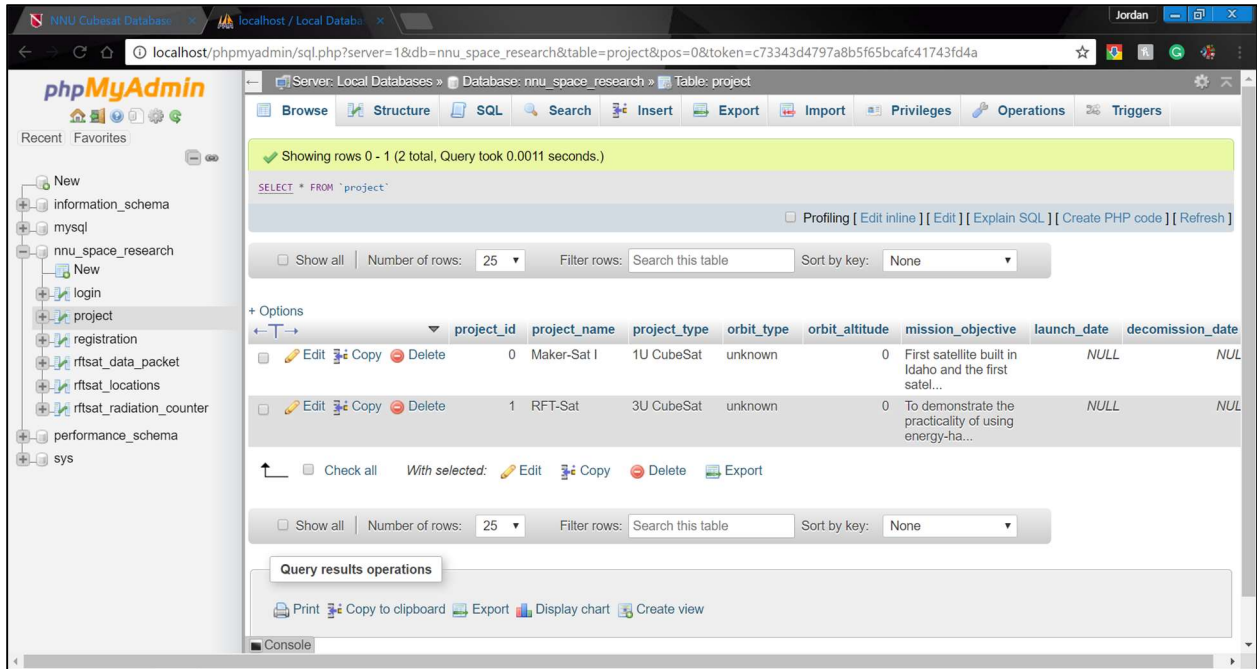 NNU Cubesat Database
localhost / Local Databa
Jordan
localhost/phpmyadmin/sql.php?server=1&db=nnu_space_research&table=project&pos=0&token=c73343d4797a8b5f65bcafc41743fd4a
phpMyAdmin
Recent Favorites
New
information_schema
mysql
nnu_space_research
New
login
project
registration
rftsat_data_packet
rftsat_locations
rftsat_radiation_counter
performance_schema
sys
Server: Local Databases » Database: nnu_space_research » Table: project
Browse Structure SQL Search Insert Export Import Privileges Operations Triggers
Showing rows 0 - 1 (2 total, Query took 0.0011 seconds.)
SELECT * FROM `project`
Profiling [ Edit inline ] [ Edit ] [ Explain SQL ] [ Create PHP code ] [ Refresh ]
Show all Number of rows: 25 Filter rows: Search this table Sort by key: None
+ Options
←T→ project_id project_name project_type orbit_type orbit_altitude mission_objective launch_date decomission_date
Edit Copy Delete 0 Maker-Sat I 1U CubeSat unknown 0 First satellite built in NULL NUL
Idaho and the first
satel...
Edit Copy Delete 1 RFT-Sat 3U CubeSat unknown 0 To demonstrate the NULL NUL
practicality of using
energy-ha...
Check all With selected: Edit Copy Delete Export
Show all Number of rows: 25 Filter rows: Search this table Sort by key: None
Query results operations
Print Copy to clipboard Export Display chart Create view
Console